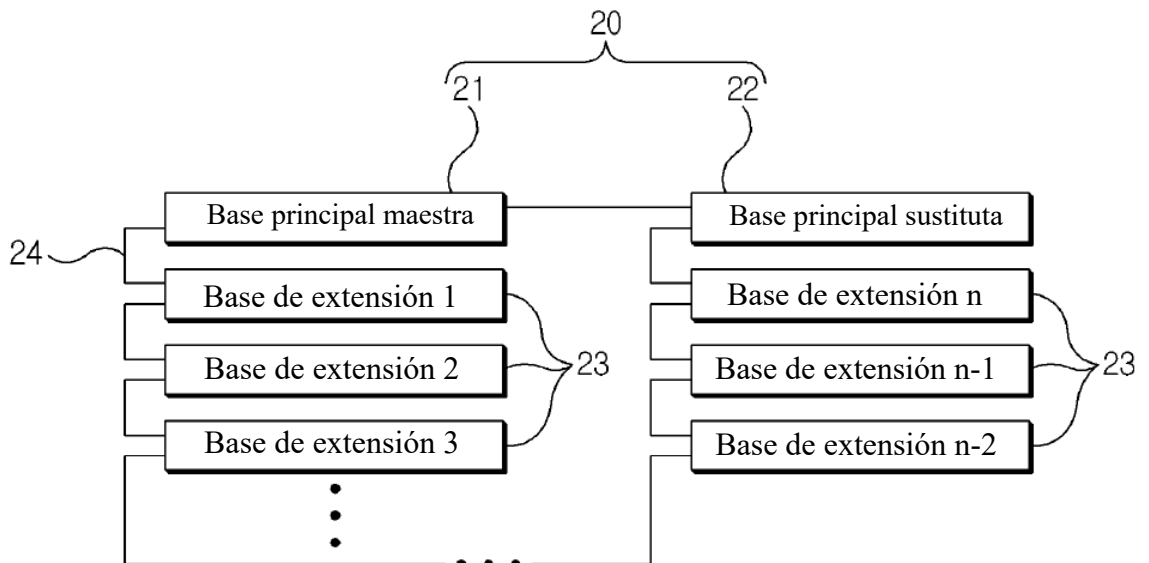 20
21
22
Base principal maestra
Base principal sustituta
24
Base de extensión 1
Base de extensión n
Base de extensión 2
23
Base de extensión n-1
23
Base de extensión 3
Base de extensión n-2